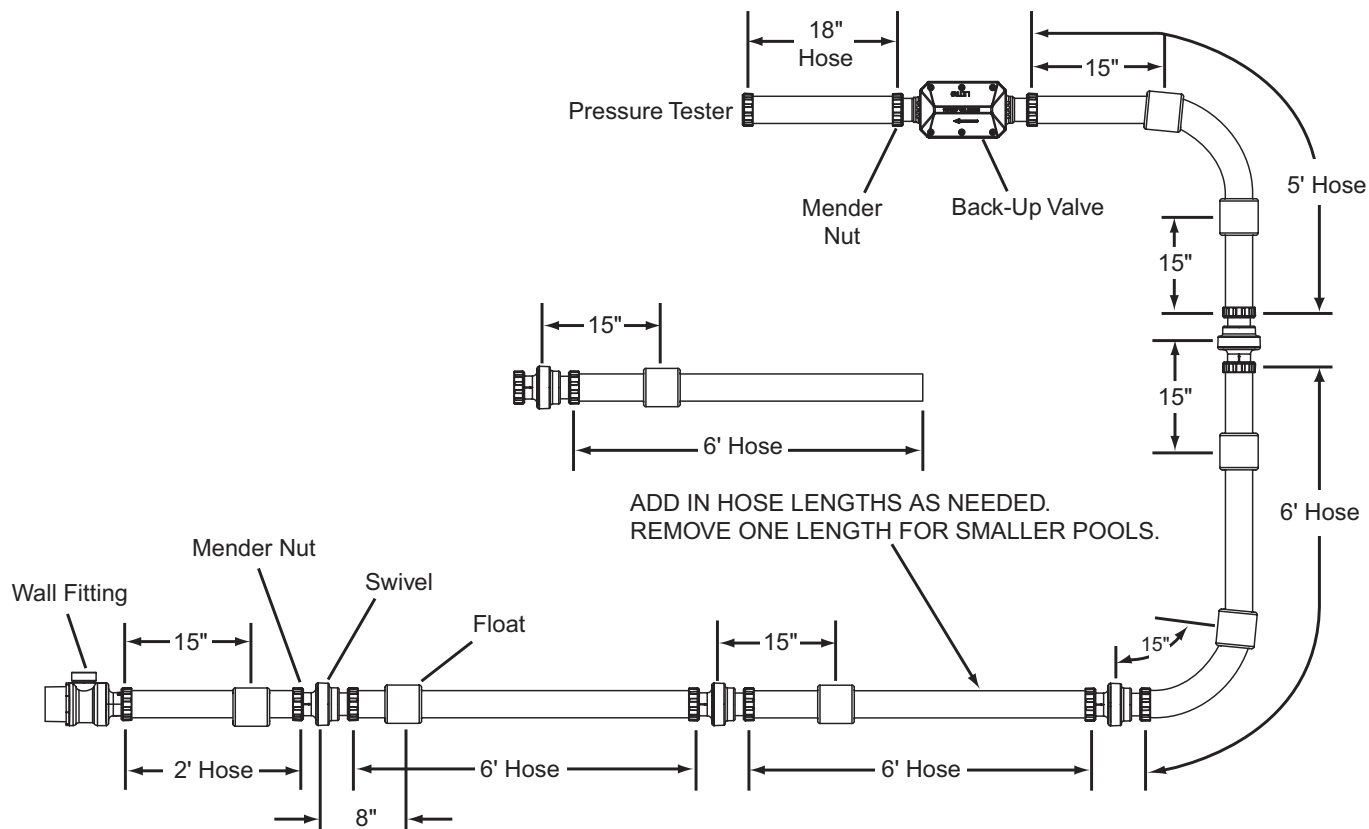 18"
Hose
15"
Pressure Tester
Mender
Nut
Back-Up Valve
5' Hose
15"
15"
15"
6' Hose
ADD IN HOSE LENGTHS AS NEEDED.
REMOVE ONE LENGTH FOR SMALLER POOLS.
6' Hose
Mender Nut
Swivel
Wall Fitting
Float
15"
15"
15"
2' Hose
6' Hose
6' Hose
8"